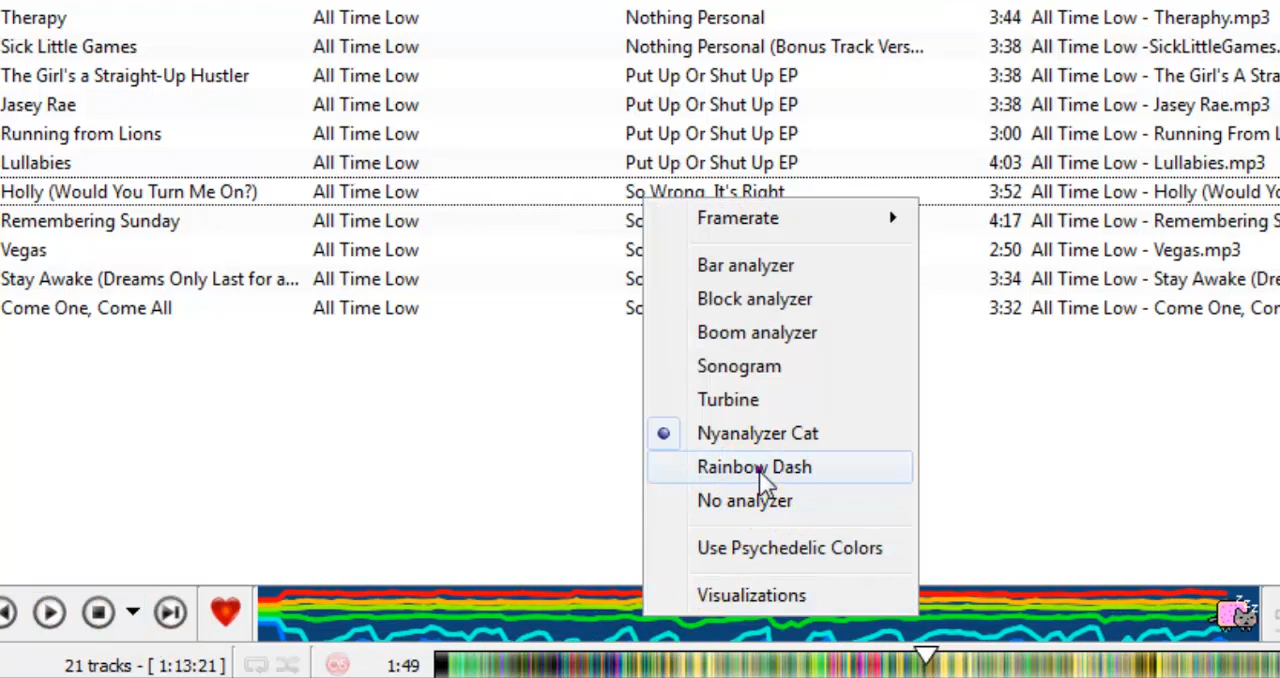 Therapy All Time Low Nothing Personal 3:44 All Time Low - Theraphy.mp3
Sick Little Games All Time Low Nothing Personal (Bonus Track Vers... 3:38 All Time Low -SickLittleGames.
The Girl's a Straight-Up Hustler All Time Low Put Up Or Shut Up EP 3:38 All Time Low - The Girl's A Stra
Jasey Rae All Time Low Put Up Or Shut Up EP 3:38 All Time Low - Jasey Rae.mp3
Running from Lions All Time Low Put Up Or Shut Up EP 3:00 All Time Low - Running From L
Lullabies All Time Low Put Up Or Shut Up EP 4:03 All Time Low - Lullabies.mp3
Holly (Would You Turn Me On?) All Time Low So Wrong, It's Right 3:52 All Time Low - Holly (Would Yo
Remembering Sunday All Time Low So 4:17 All Time Low - Remembering S
Vegas All Time Low So 2:50 All Time Low - Vegas.mp3
Stay Awake (Dreams Only Last for a... All Time Low So 3:34 All Time Low - Stay Awake (Dre
Come One, Come All All Time Low So 3:32 All Time Low - Come One, Con
Framerate
Bar analyzer
Block analyzer
Boom analyzer
Sonogram
Turbine
Nyanalyzer Cat
Rainbow Dash
No analyzer
Use Psychedelic Colors
Visualizations
21 tracks - [ 1:13:21 ] 1:49